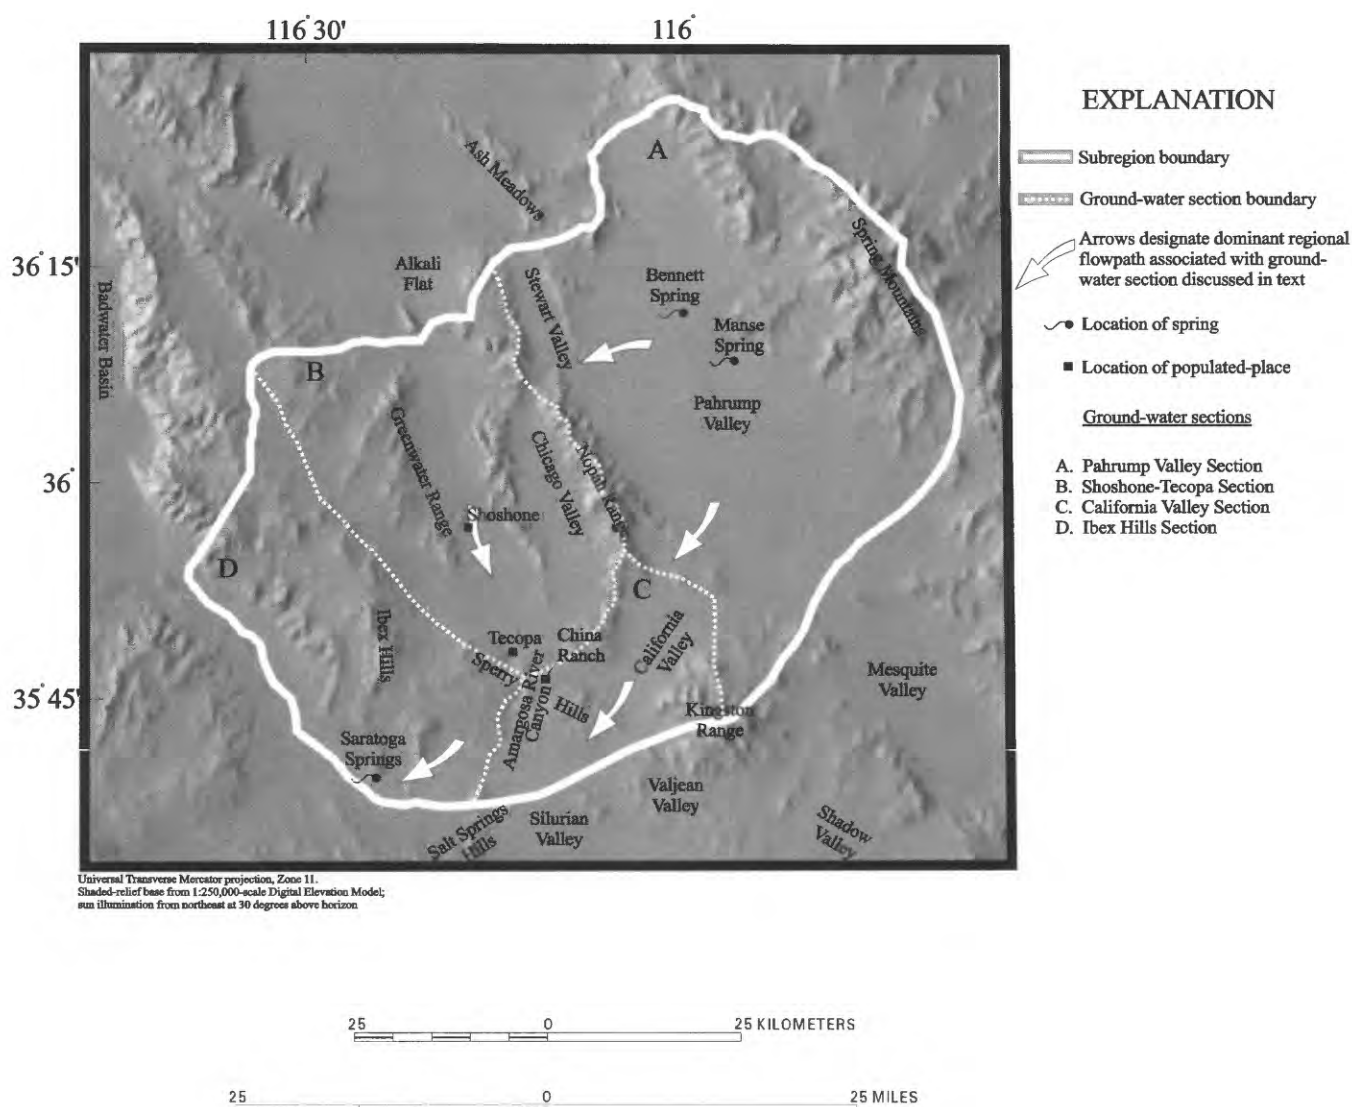 116° 30'
116°
EXPLANATION
Subregion boundary
Ground-water section boundary
Arrows designate dominant regional
flowpath associated with ground-
water section discussed in text
Location of spring
Location of populated-place
Ground-water sections
A. Pahrump Valley Section
B. Shoshone-Tecopa Section
C. California Valley Section
D. Ibex Hills Section
36° 15'
36°
35° 45'
A
Ash Meadows
Spring Mountains
Alkali
Flat
Stewart Valley
Bennett
Spring
Manse
Spring
Badwater Basin
B
Pahrump
Valley
Greenwater Range
Chicago Valley
Nopah Range
Shoshone
D
C
Ibex Hills
Tecopa
China
Ranch
California
Valley
Sperry
Hills
Amargosa River
Canyon
Mesquite
Valley
Kingston
Range
Saratoga
Springs
Valjean
Valley
Salt Springs
Hills
Silurian
Valley
Shadow
Valley
Universal Transverse Mercator projection, Zone 11.
Shaded-relief base from 1:250,000-scale Digital Elevation Model;
sun illumination from northeast at 30 degrees above horizon
25 0 25 KILOMETERS
25 0 25 MILES